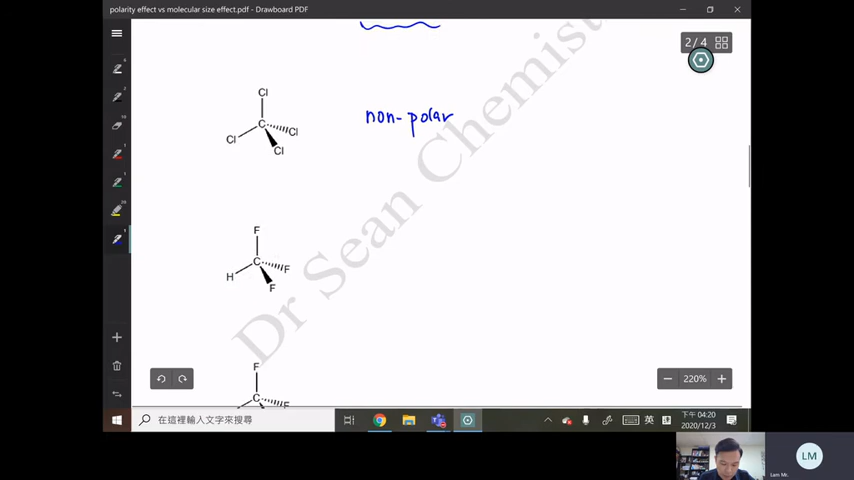 polarity effect vs molecular size effect.pdf - Drawboard PDF
2 / 4
Cl
C
Cl
Cl
Cl
non-polar
F
C
F
H
F
F
C
F
Dr Sean Chemist
220%
在這裡輸入文字來搜尋
英
下午 04:20
2020/12/3
LM
Lam Mr.